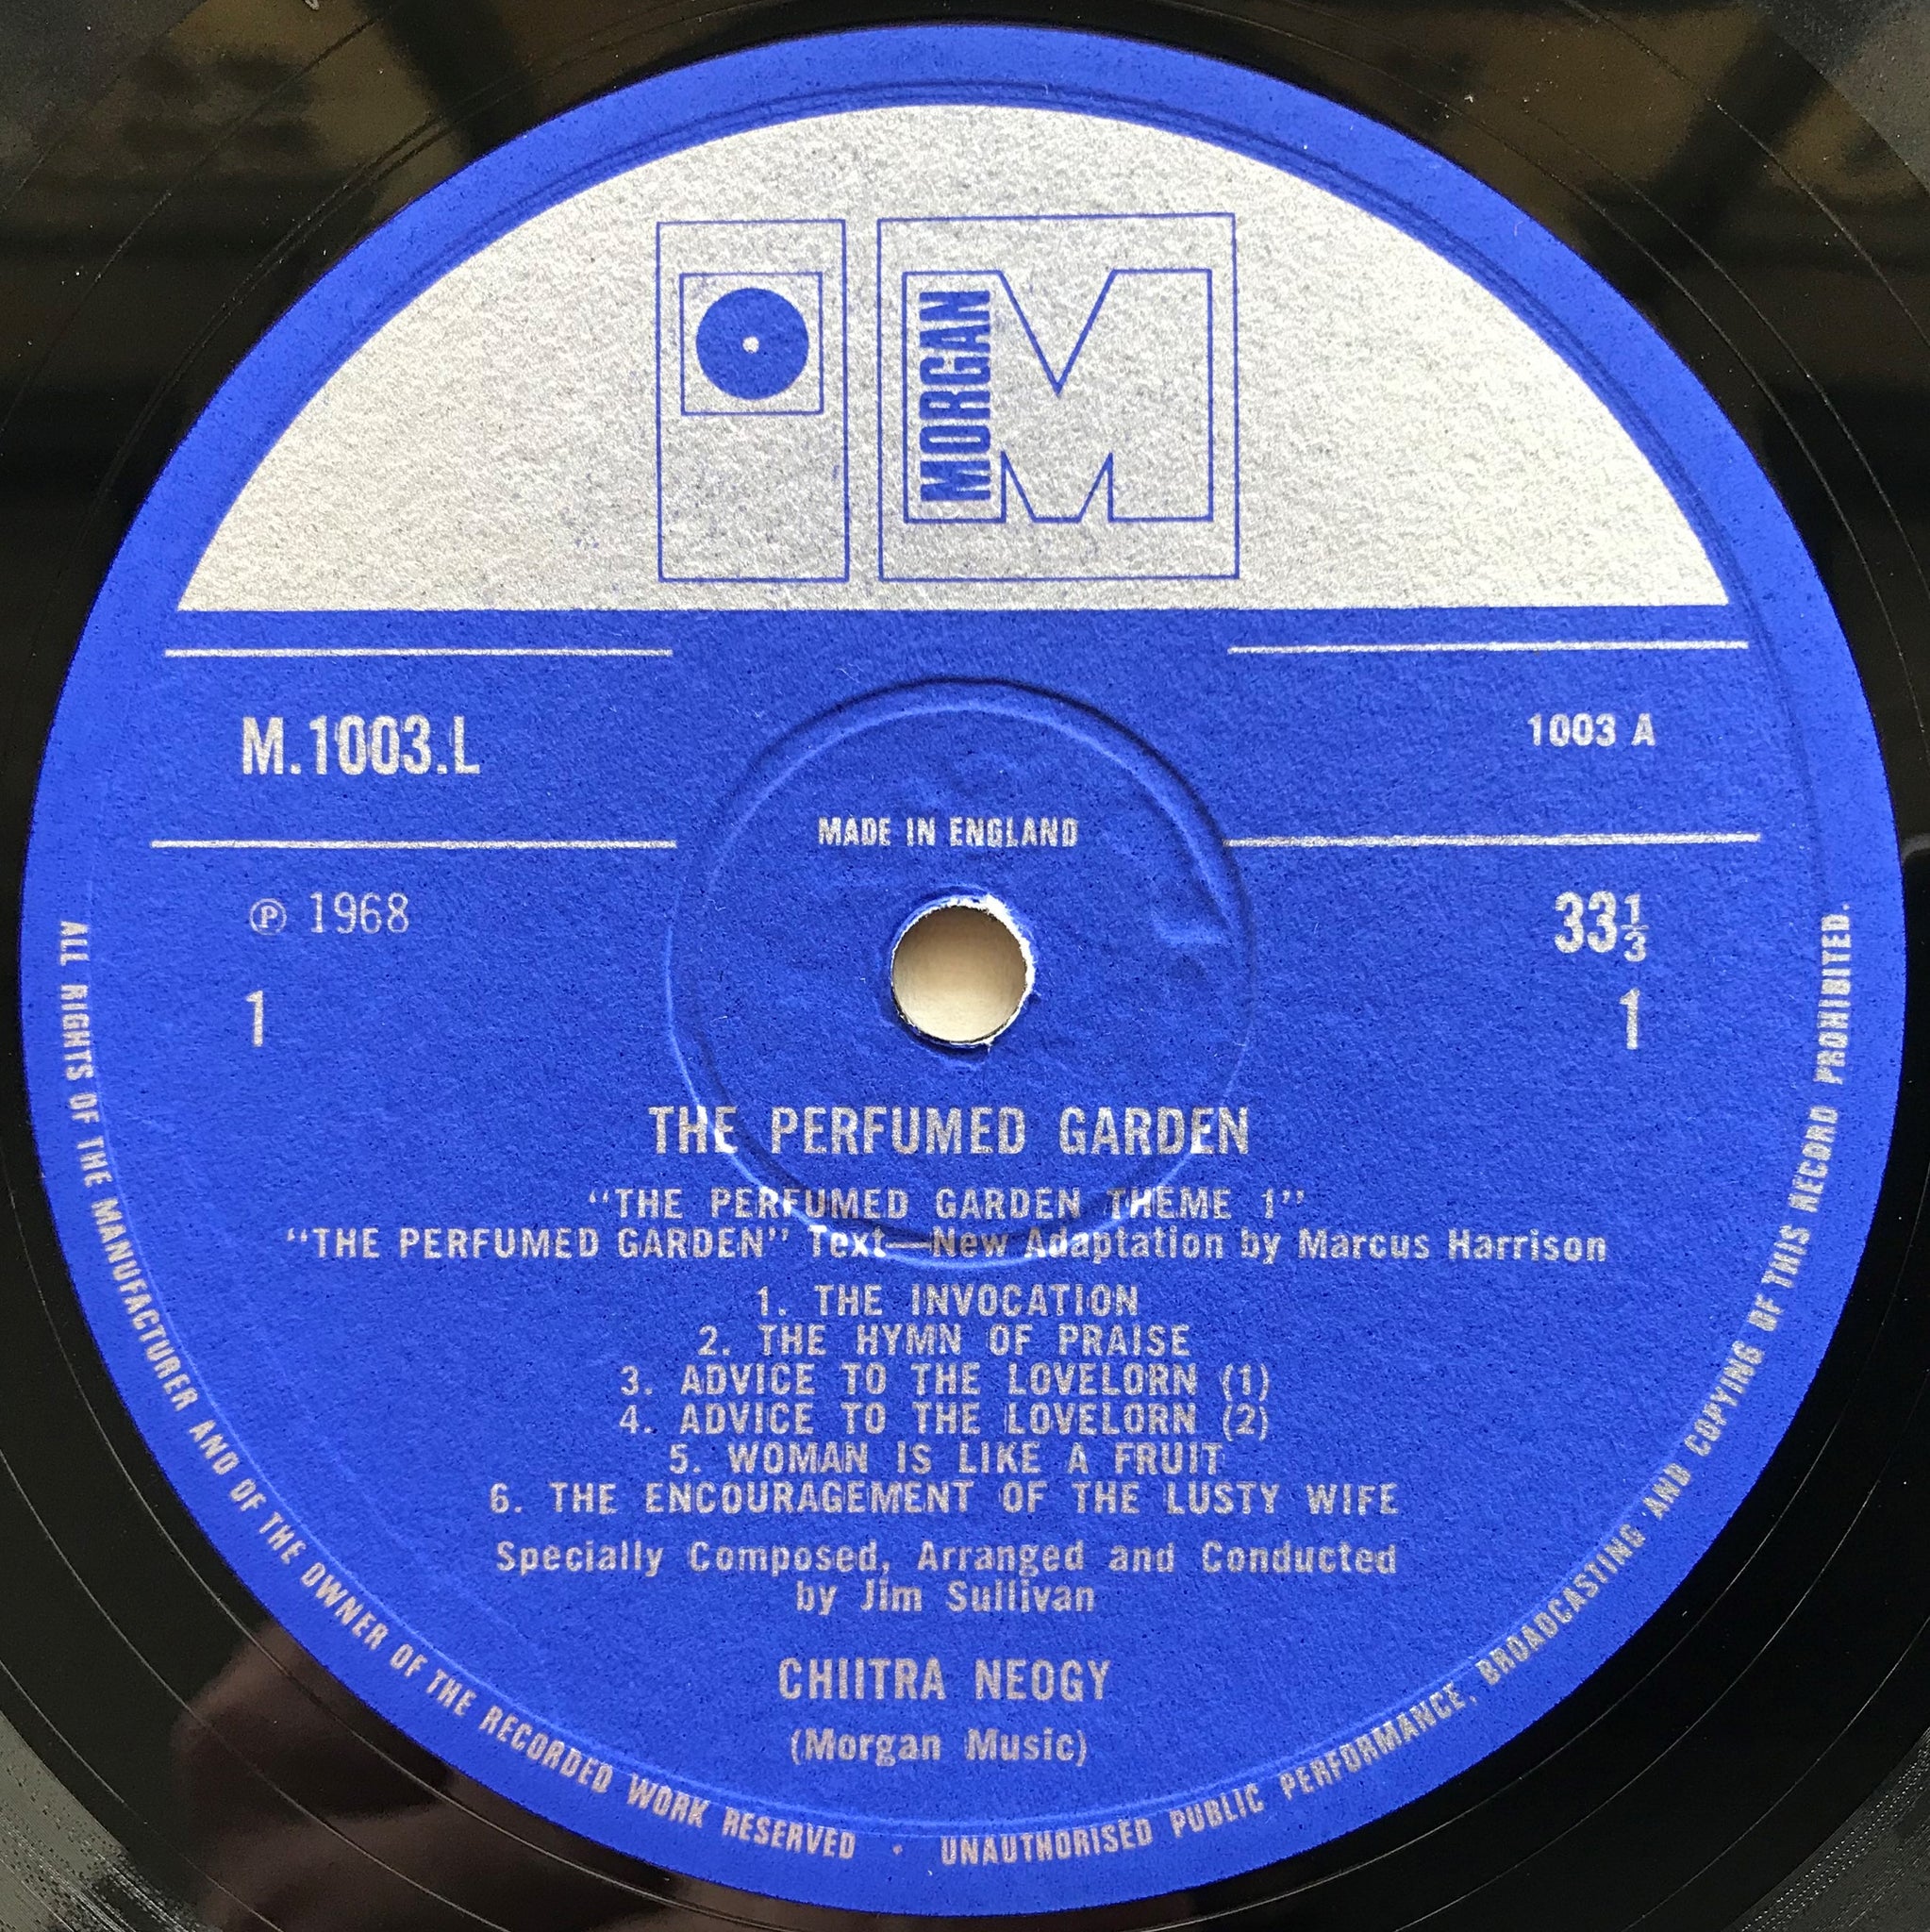 MORGAN
M.1003.L
1003 A
MADE IN ENGLAND
℗ 1968
33⅓
1
1
THE PERFUMED GARDEN
“THE PERFUMED GARDEN THEME 1”
“THE PERFUMED GARDEN” Text—New Adaptation by Marcus Harrison
1. THE INVOCATION
2. THE HYMN OF PRAISE
3. ADVICE TO THE LOVELORN (1)
4. ADVICE TO THE LOVELORN (2)
5. WOMAN IS LIKE A FRUIT
6. THE ENCOURAGEMENT OF THE LUSTY WIFE
Specially Composed, Arranged and Conducted
by Jim Sullivan
CHIITRA NEOGY
(Morgan Music)
ALL RIGHTS OF THE MANUFACTURER AND OF THE OWNER OF THE RECORDED WORK RESERVED · UNAUTHORISED PUBLIC PERFORMANCE, BROADCASTING AND COPYING OF THIS RECORD PROHIBITED.